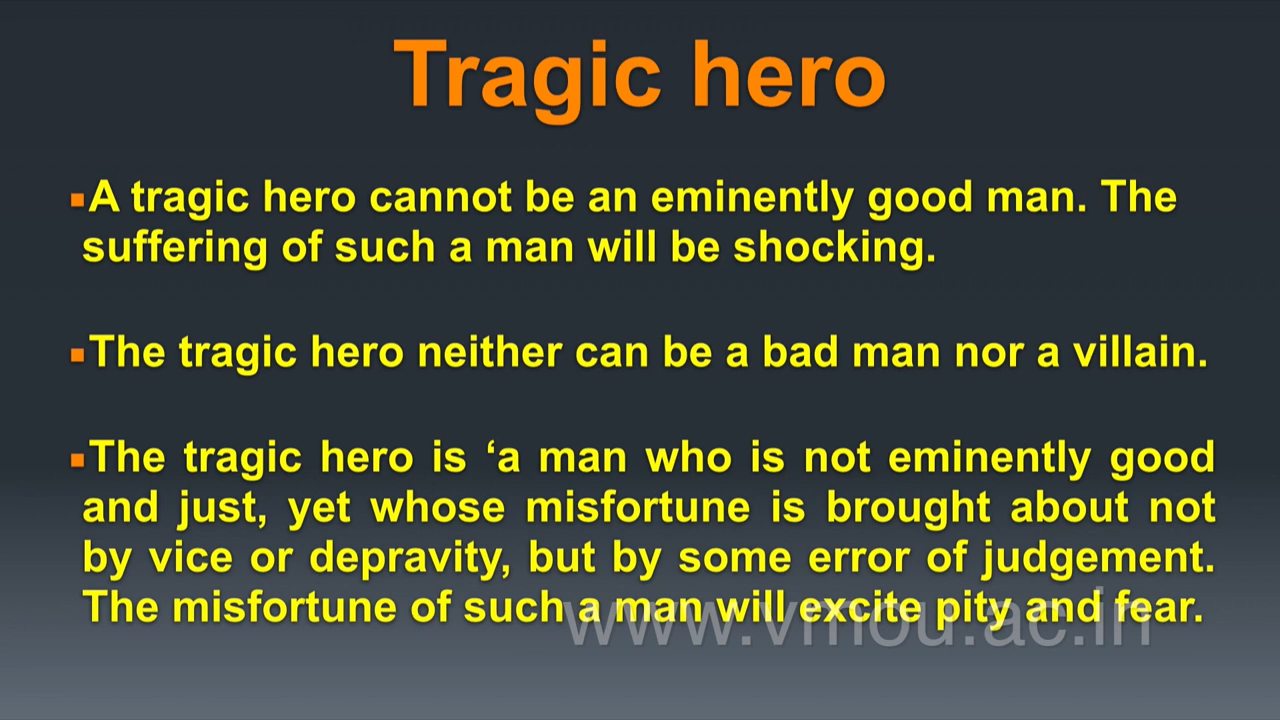 Tragic hero
▪A tragic hero cannot be an eminently good man. The
suffering of such a man will be shocking.
▪The tragic hero neither can be a bad man nor a villain.
▪The tragic hero is ‘a man who is not eminently good
and just, yet whose misfortune is brought about not
by vice or depravity, but by some error of judgement.
The misfortune of such a man will excite pity and fear.
www.vmou.ac.in